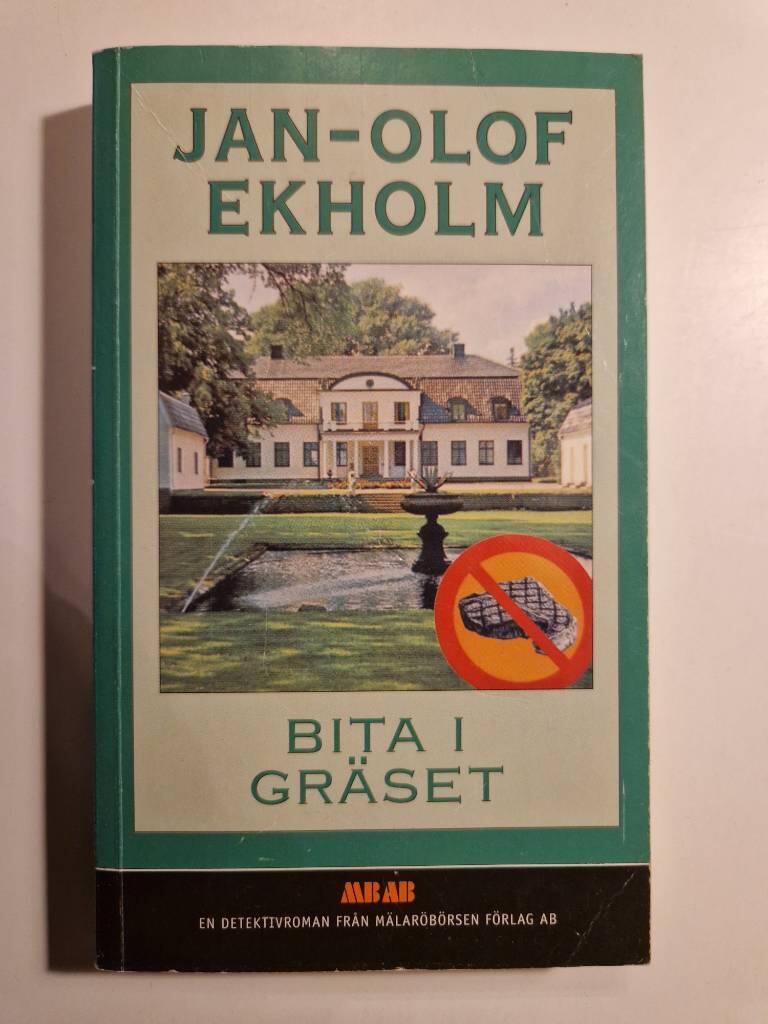 JAN-OLOF
EKHOLM
BITA I
GRÄSET
MBAB
EN DETEKTIVROMAN FRÅN MÄLARÖBÖRSEN FÖRLAG AB